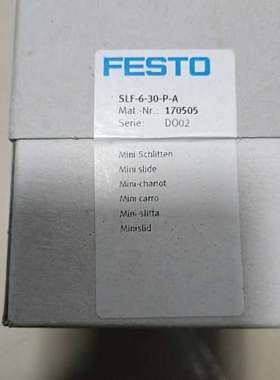 FESTO
SLF-6-30-P-A
Mat.-Nr.: 170505
Serie: DO02
Mini-Schlitten
Mini slide
Mini-chariot
Mini carro
Mini-slitta
Minislid